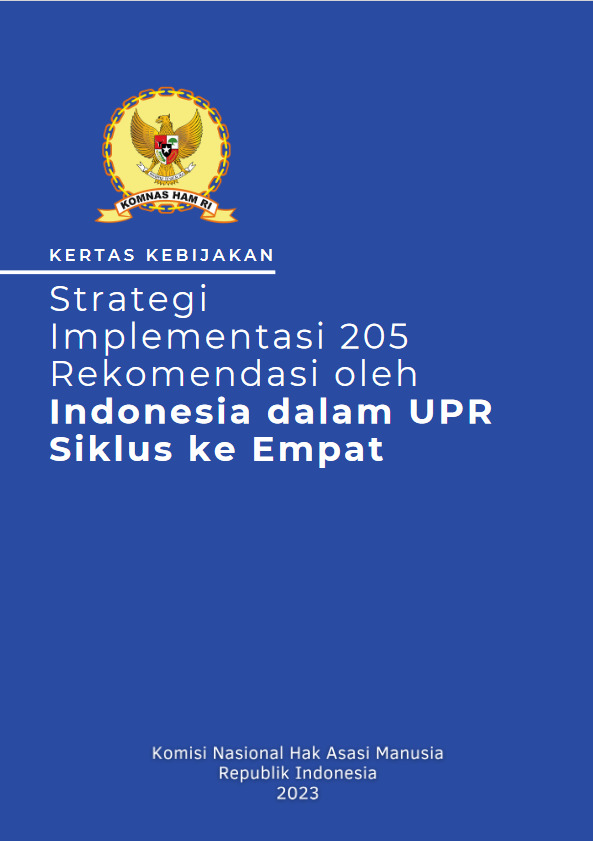 KOMNAS HAM RI
KERTAS KEBIJAKAN
Strategi
Implementasi 205
Rekomendasi oleh
Indonesia dalam UPR
Siklus ke Empat
Komisi Nasional Hak Asasi Manusia
Republik Indonesia
2023